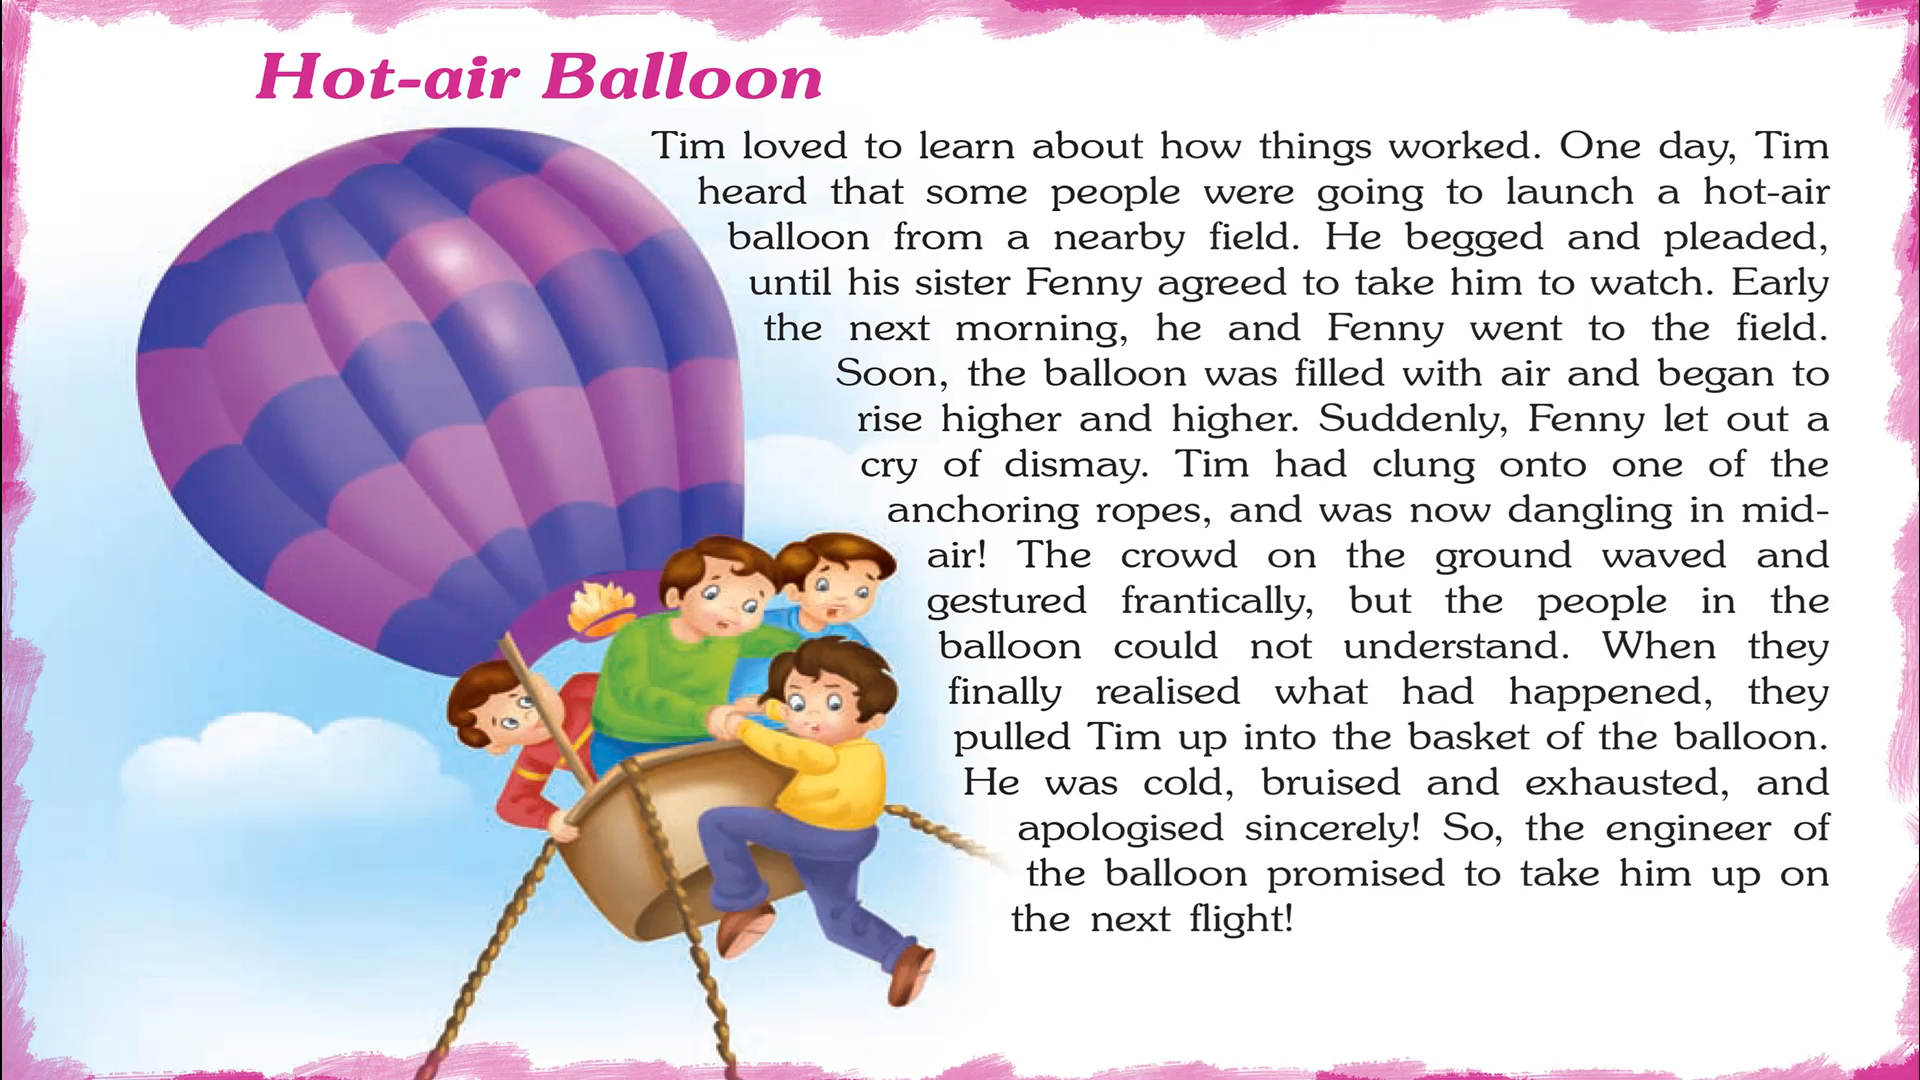 Hot-air Balloon
Tim loved to learn about how things worked. One day, Tim
heard that some people were going to launch a hot-air
balloon from a nearby field. He begged and pleaded,
until his sister Fenny agreed to take him to watch. Early
the next morning, he and Fenny went to the field.
Soon, the balloon was filled with air and began to
rise higher and higher. Suddenly, Fenny let out a
cry of dismay. Tim had clung onto one of the
anchoring ropes, and was now dangling in mid-
air! The crowd on the ground waved and
gestured frantically, but the people in the
balloon could not understand. When they
finally realised what had happened, they
pulled Tim up into the basket of the balloon.
He was cold, bruised and exhausted, and
apologised sincerely! So, the engineer of
the balloon promised to take him up on
the next flight!